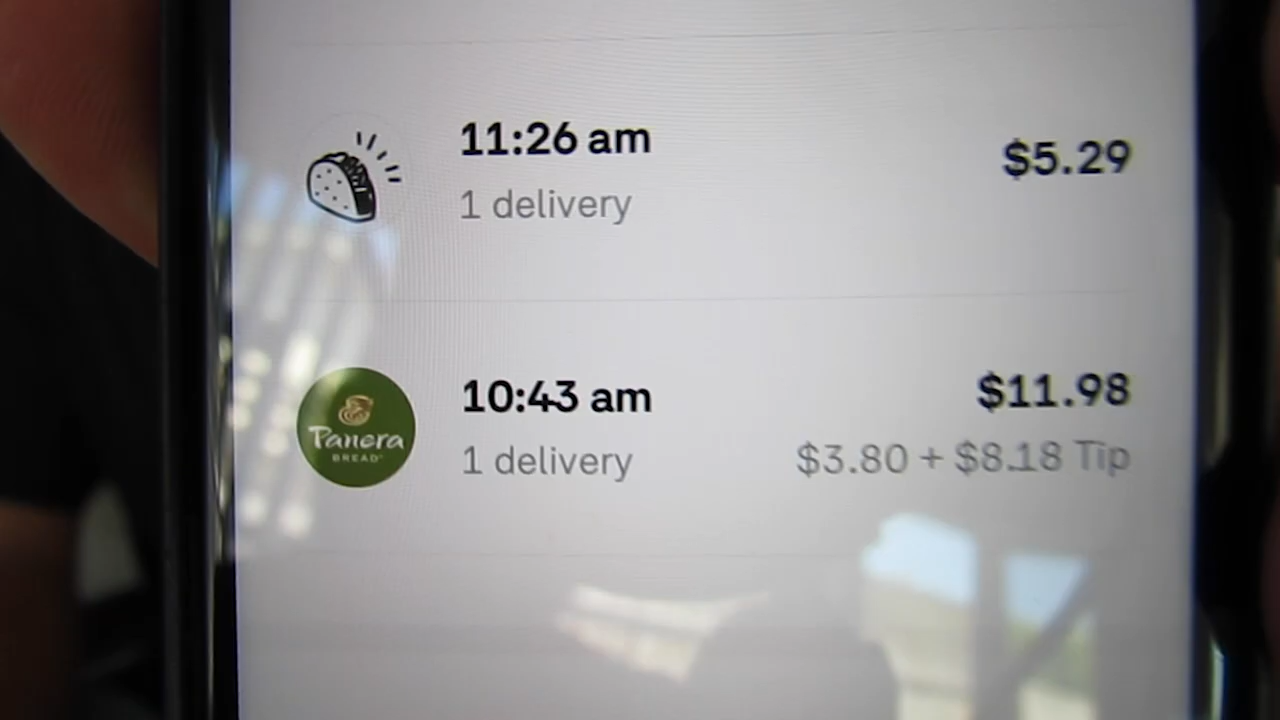 11:26 am
$5.29
1 delivery
10:43 am
$11.98
Panera
BREAD
1 delivery
$3.80 + $8.18 Tip